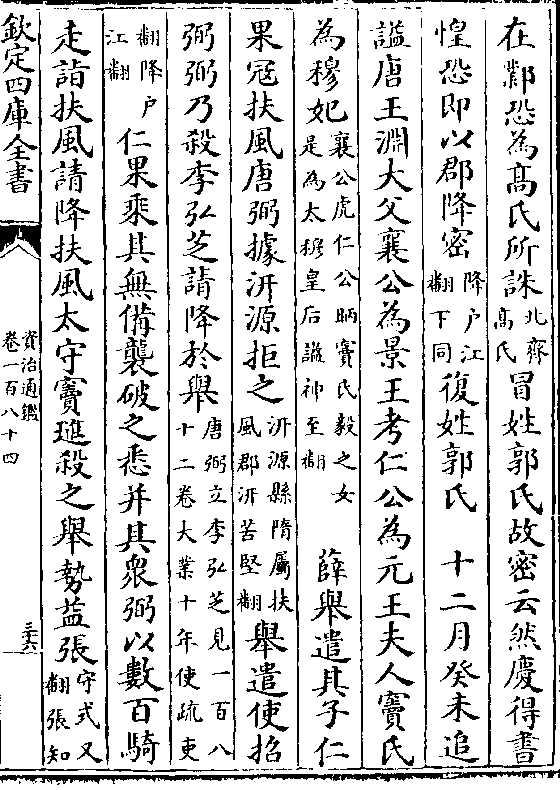 在鄴恐為髙氏所誅北齊髙氏冒姓郭氏故密云然慶得書
惶恐即以郡降密降户江翻下同復姓郭氏　十二月癸未追
諡唐王淵大父襄公為景王考仁公為元王夫人竇氏
為穆妃襄公虎仁公昞竇氏毅之女是為太穆皇后諡神至翻　薛舉遣其子仁
果冦扶風唐弼據汧源拒之汧源縣隋屬扶風郡汧苦堅翻舉遣使招
弼弼乃殺李弘芝請降於舉唐弼立李弘芝見一百八十二卷大業十年使疏吏
翻降户江翻仁果乘其無備襲破之悉并其衆弼以數百騎
走詣扶風請降扶風太守竇璡殺之舉勢益張守式又翻張知
欽定四庫全書
資治通鑑
卷一百八十四
三六